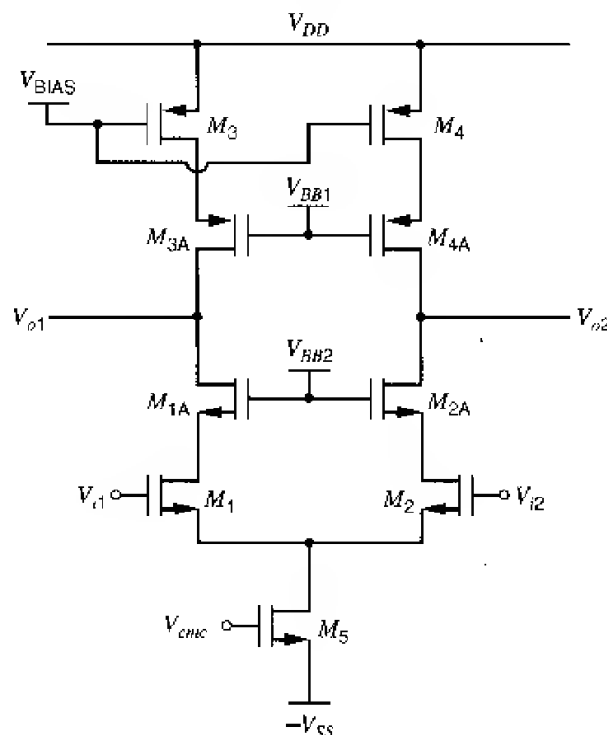 V_DD
V_BIAS
M_3
M_4
V_BB1
M_3A
M_4A
V_o1
V_o2
V_BB2
M_1A
M_2A
V_i1
M_1
M_2
V_i2
V_cmc
M_5
-V_SS